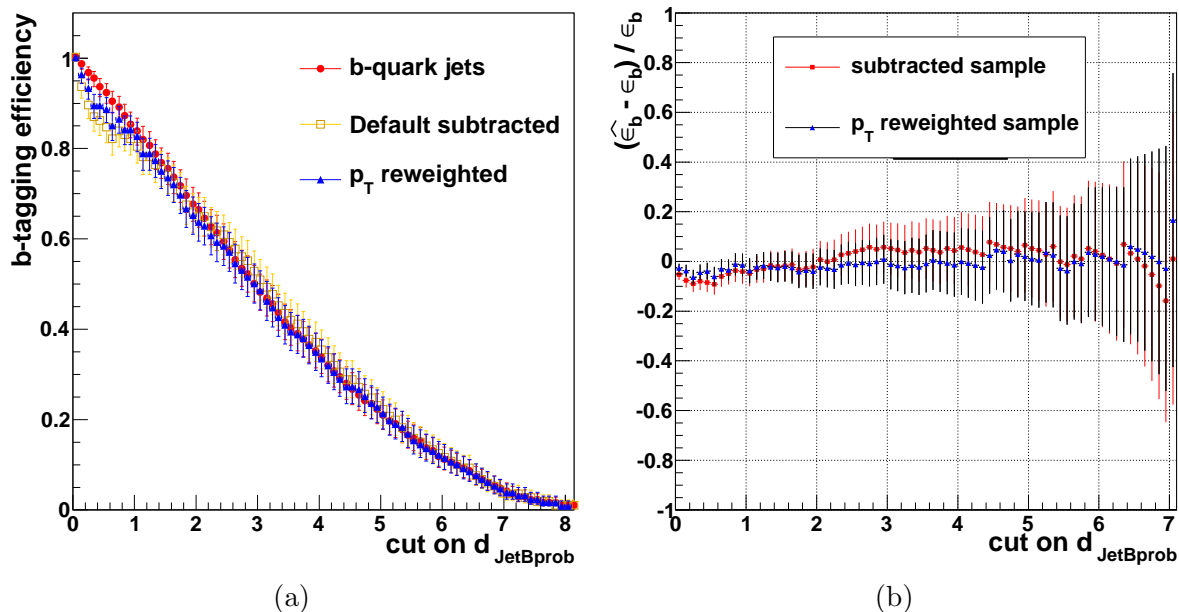 b-tagging efficiency
1
0.8
0.6
0.4
0.2
0
b-quark jets
Default subtracted
p_T reweighted
0 1 2 3 4 5 6 7 8
cut on d_JetBprob
(a)
(ϵ̂_b - ϵ_b) / ϵ_b
1
0.8
0.6
0.4
0.2
0
-0.2
-0.4
-0.6
-0.8
-1
subtracted sample
p_T reweighted sample
0 1 2 3 4 5 6 7
cut on d_JetBprob
(b)